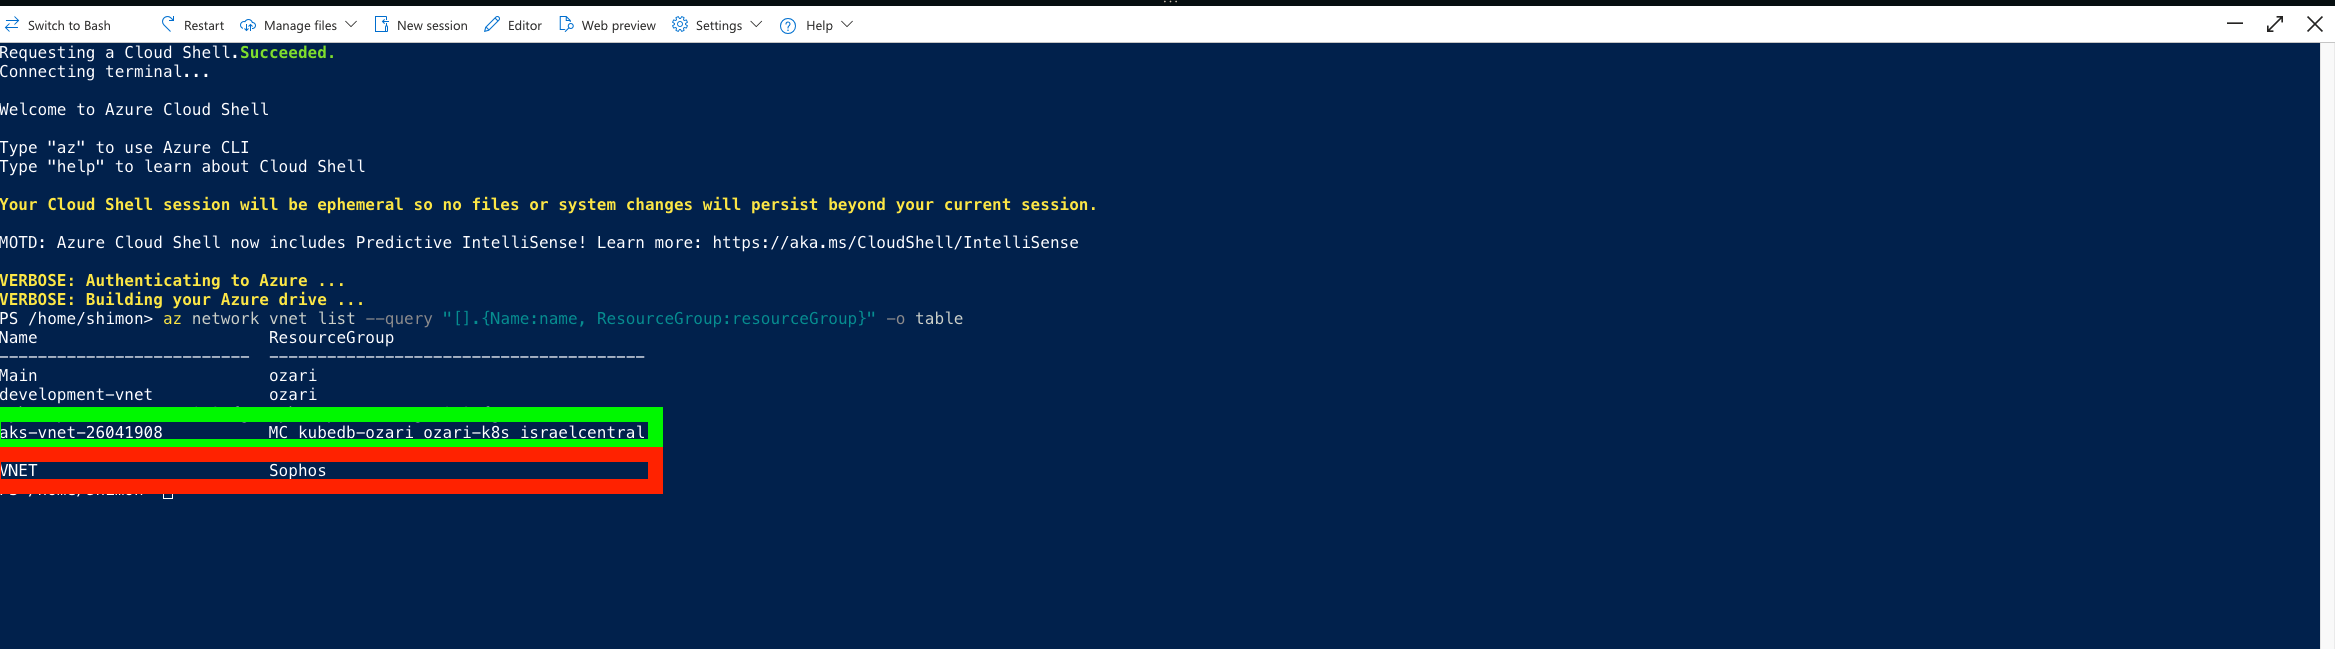 Switch to Bash Restart Manage files New session Editor Web preview Settings Help
Requesting a Cloud Shell.Succeeded.
Connecting terminal...
Welcome to Azure Cloud Shell
Type "az" to use Azure CLI
Type "help" to learn about Cloud Shell
Your Cloud Shell session will be ephemeral so no files or system changes will persist beyond your current session.
MOTD: Azure Cloud Shell now includes Predictive IntelliSense! Learn more: https://aka.ms/CloudShell/IntelliSense
VERBOSE: Authenticating to Azure ...
VERBOSE: Building your Azure drive ...
PS /home/shimon> az network vnet list --query "[].{Name:name, ResourceGroup:resourceGroup}" -o table
Name ResourceGroup
-------------------------- ---------------------------------------
Main ozari
development-vnet ozari
aks-vnet-26041908 MC_kubedb-ozari_ozari-k8s_israelcentral
VNET Sophos